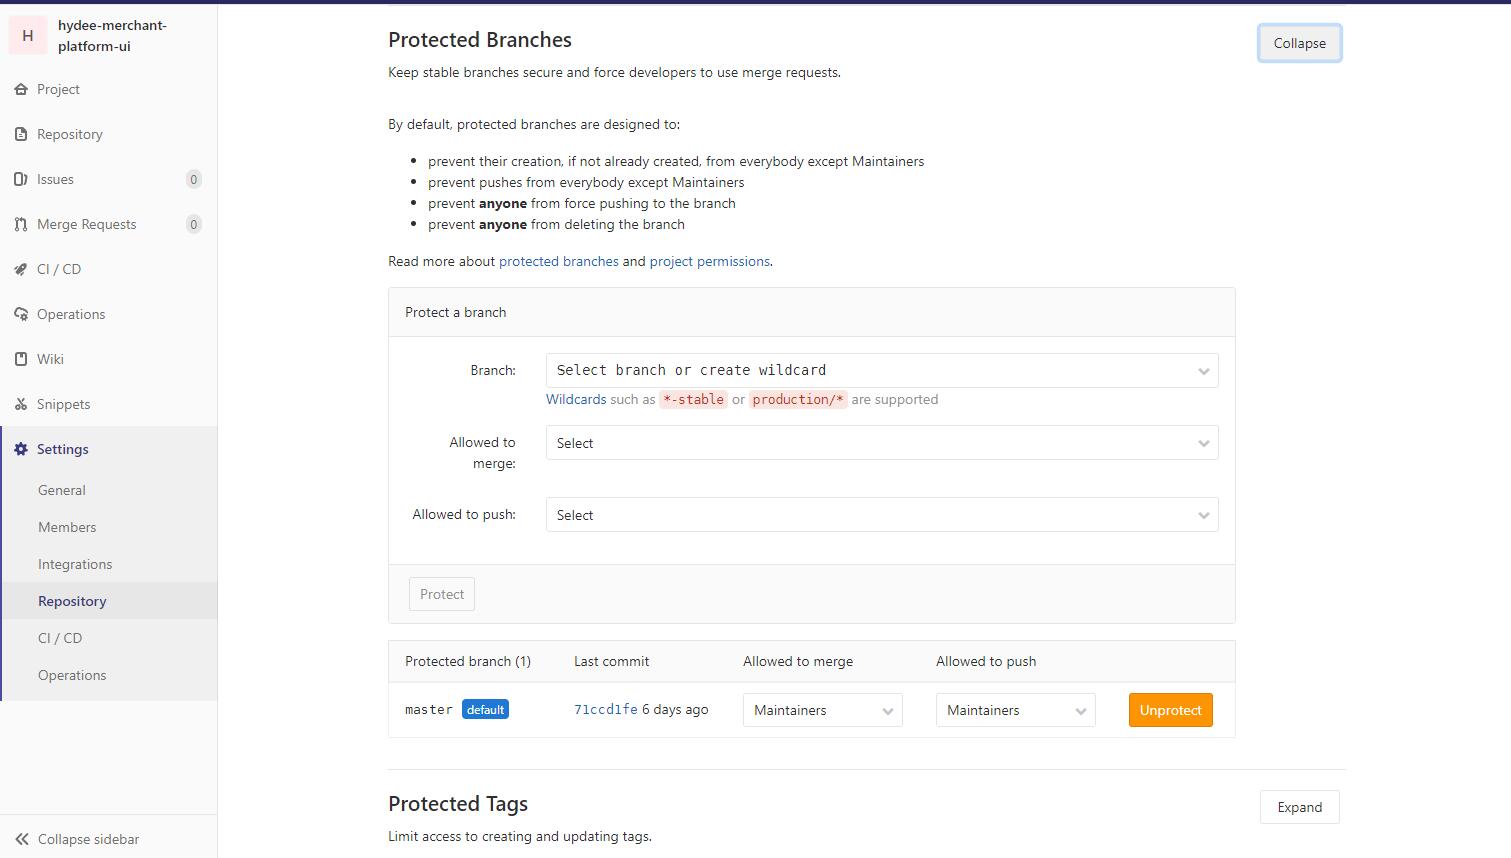 H
hydee-merchant-
platform-ui
Project
Repository
Issues 0
Merge Requests 0
CI / CD
Operations
Wiki
Snippets
Settings
General
Members
Integrations
Repository
CI / CD
Operations
Collapse sidebar
Protected Branches
Collapse
Keep stable branches secure and force developers to use merge requests.
By default, protected branches are designed to:
prevent their creation, if not already created, from everybody except Maintainers
prevent pushes from everybody except Maintainers
prevent anyone from force pushing to the branch
prevent anyone from deleting the branch
Read more about protected branches and project permissions.
Protect a branch
Branch: Select branch or create wildcard
Wildcards such as *-stable or production/* are supported
Allowed to
merge:
Select
Allowed to push: Select
Protect
Protected branch (1) Last commit Allowed to merge Allowed to push
master default 71ccd1fe 6 days ago Maintainers Maintainers Unprotect
Protected Tags
Expand
Limit access to creating and updating tags.